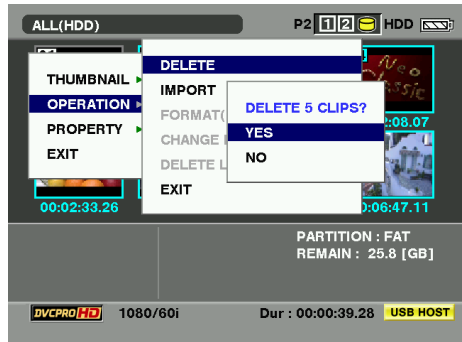 ALL(HDD)
P2 1 2 HDD
THUMBNAIL
OPERATION
PROPERTY
EXIT
DELETE
IMPORT
FORMAT(
CHANGE
DELETE L
EXIT
DELETE 5 CLIPS?
YES
NO
Neo
Classic
:08.07
00:02:33.26
:06:47.11
PARTITION : FAT
REMAIN : 25.8 [GB]
DVCPRO HD 1080/60i
Dur : 00:00:39.28
USB HOST